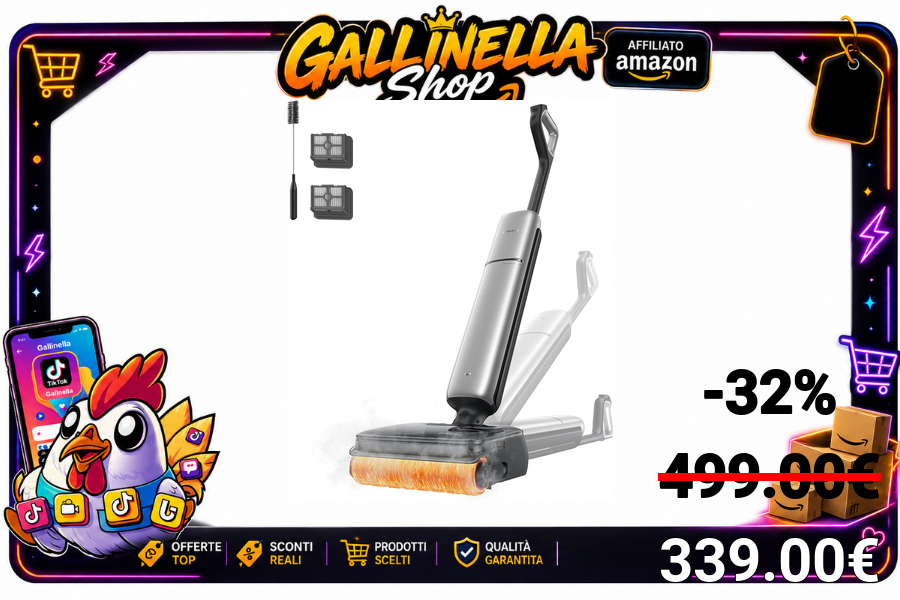 GALLINELLA
Shop
AFFILIATO
amazon
Gallinella
TikTok
Gallinella
-32%
499.00€
339.00€
OFFERTE
TOP
SCONTI
REALI
PRODOTTI
SCELTI
QUALITÀ
GARANTITA